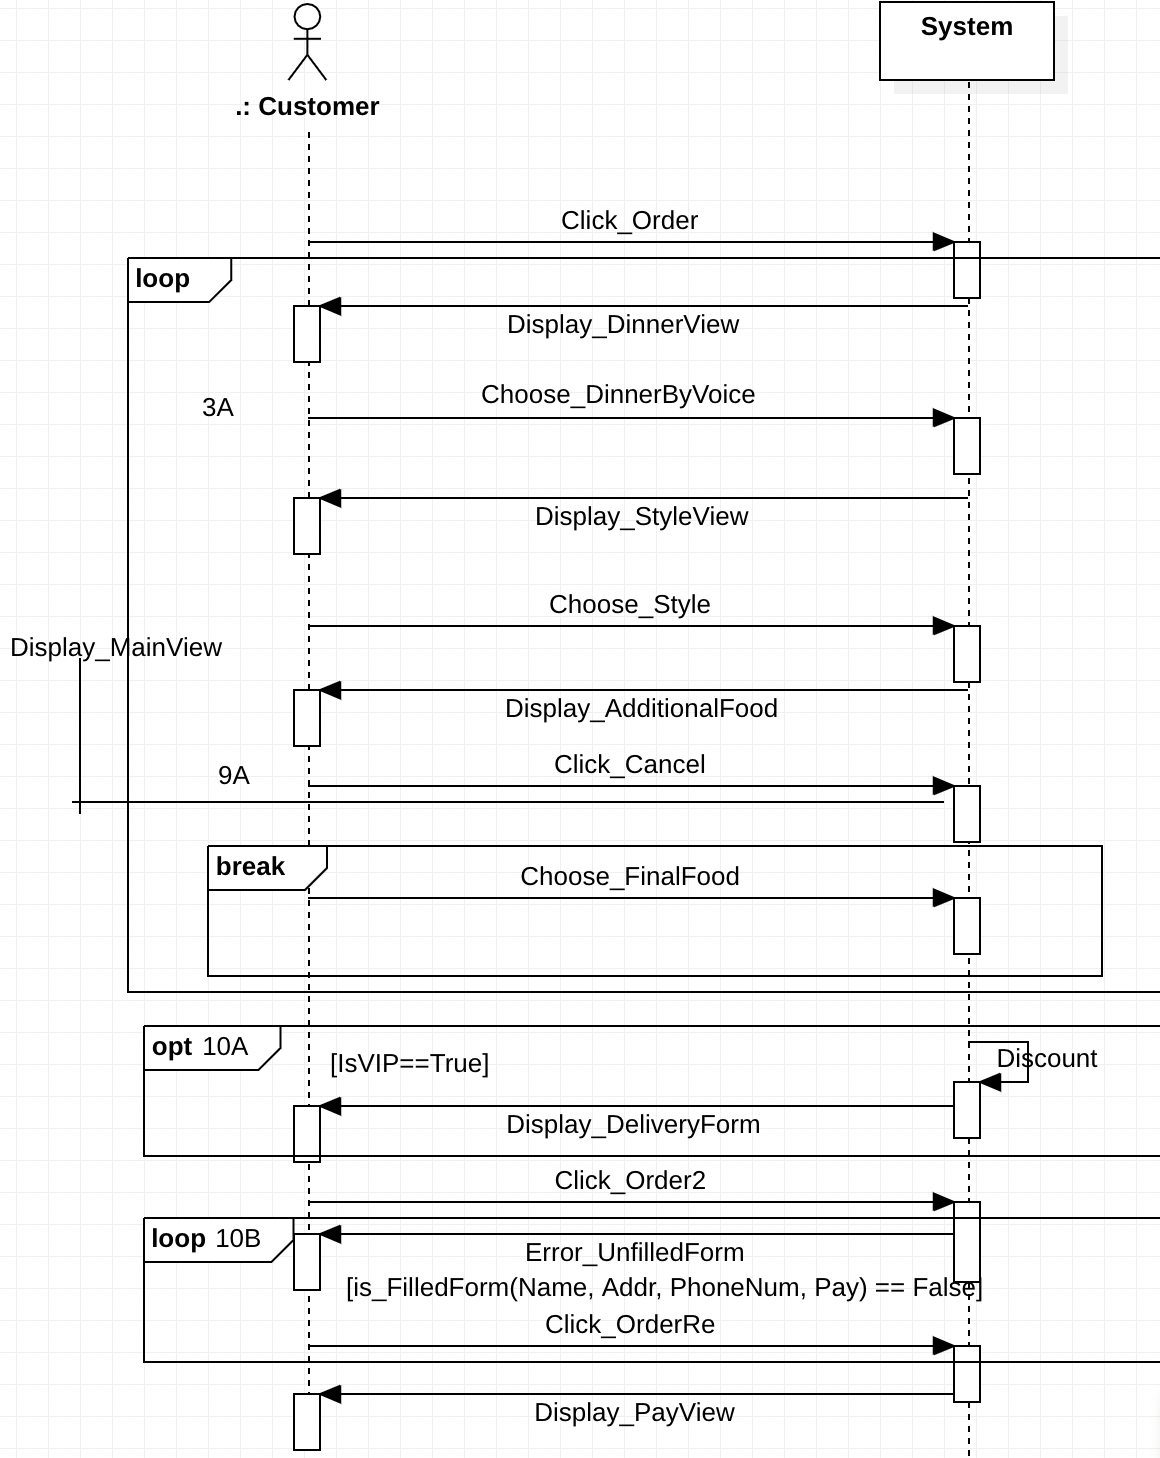 System
.: Customer
Click_Order
loop
Display_DinnerView
Choose_DinnerByVoice
3A
Display_StyleView
Choose_Style
Display_MainView
Display_AdditionalFood
Click_Cancel
9A
break
Choose_FinalFood
opt 10A
[IsVIP==True]
Discount
Display_DeliveryForm
Click_Order2
loop 10B
Error_UnfilledForm
[is_FilledForm(Name, Addr, PhoneNum, Pay) == False]
Click_OrderRe
Display_PayView